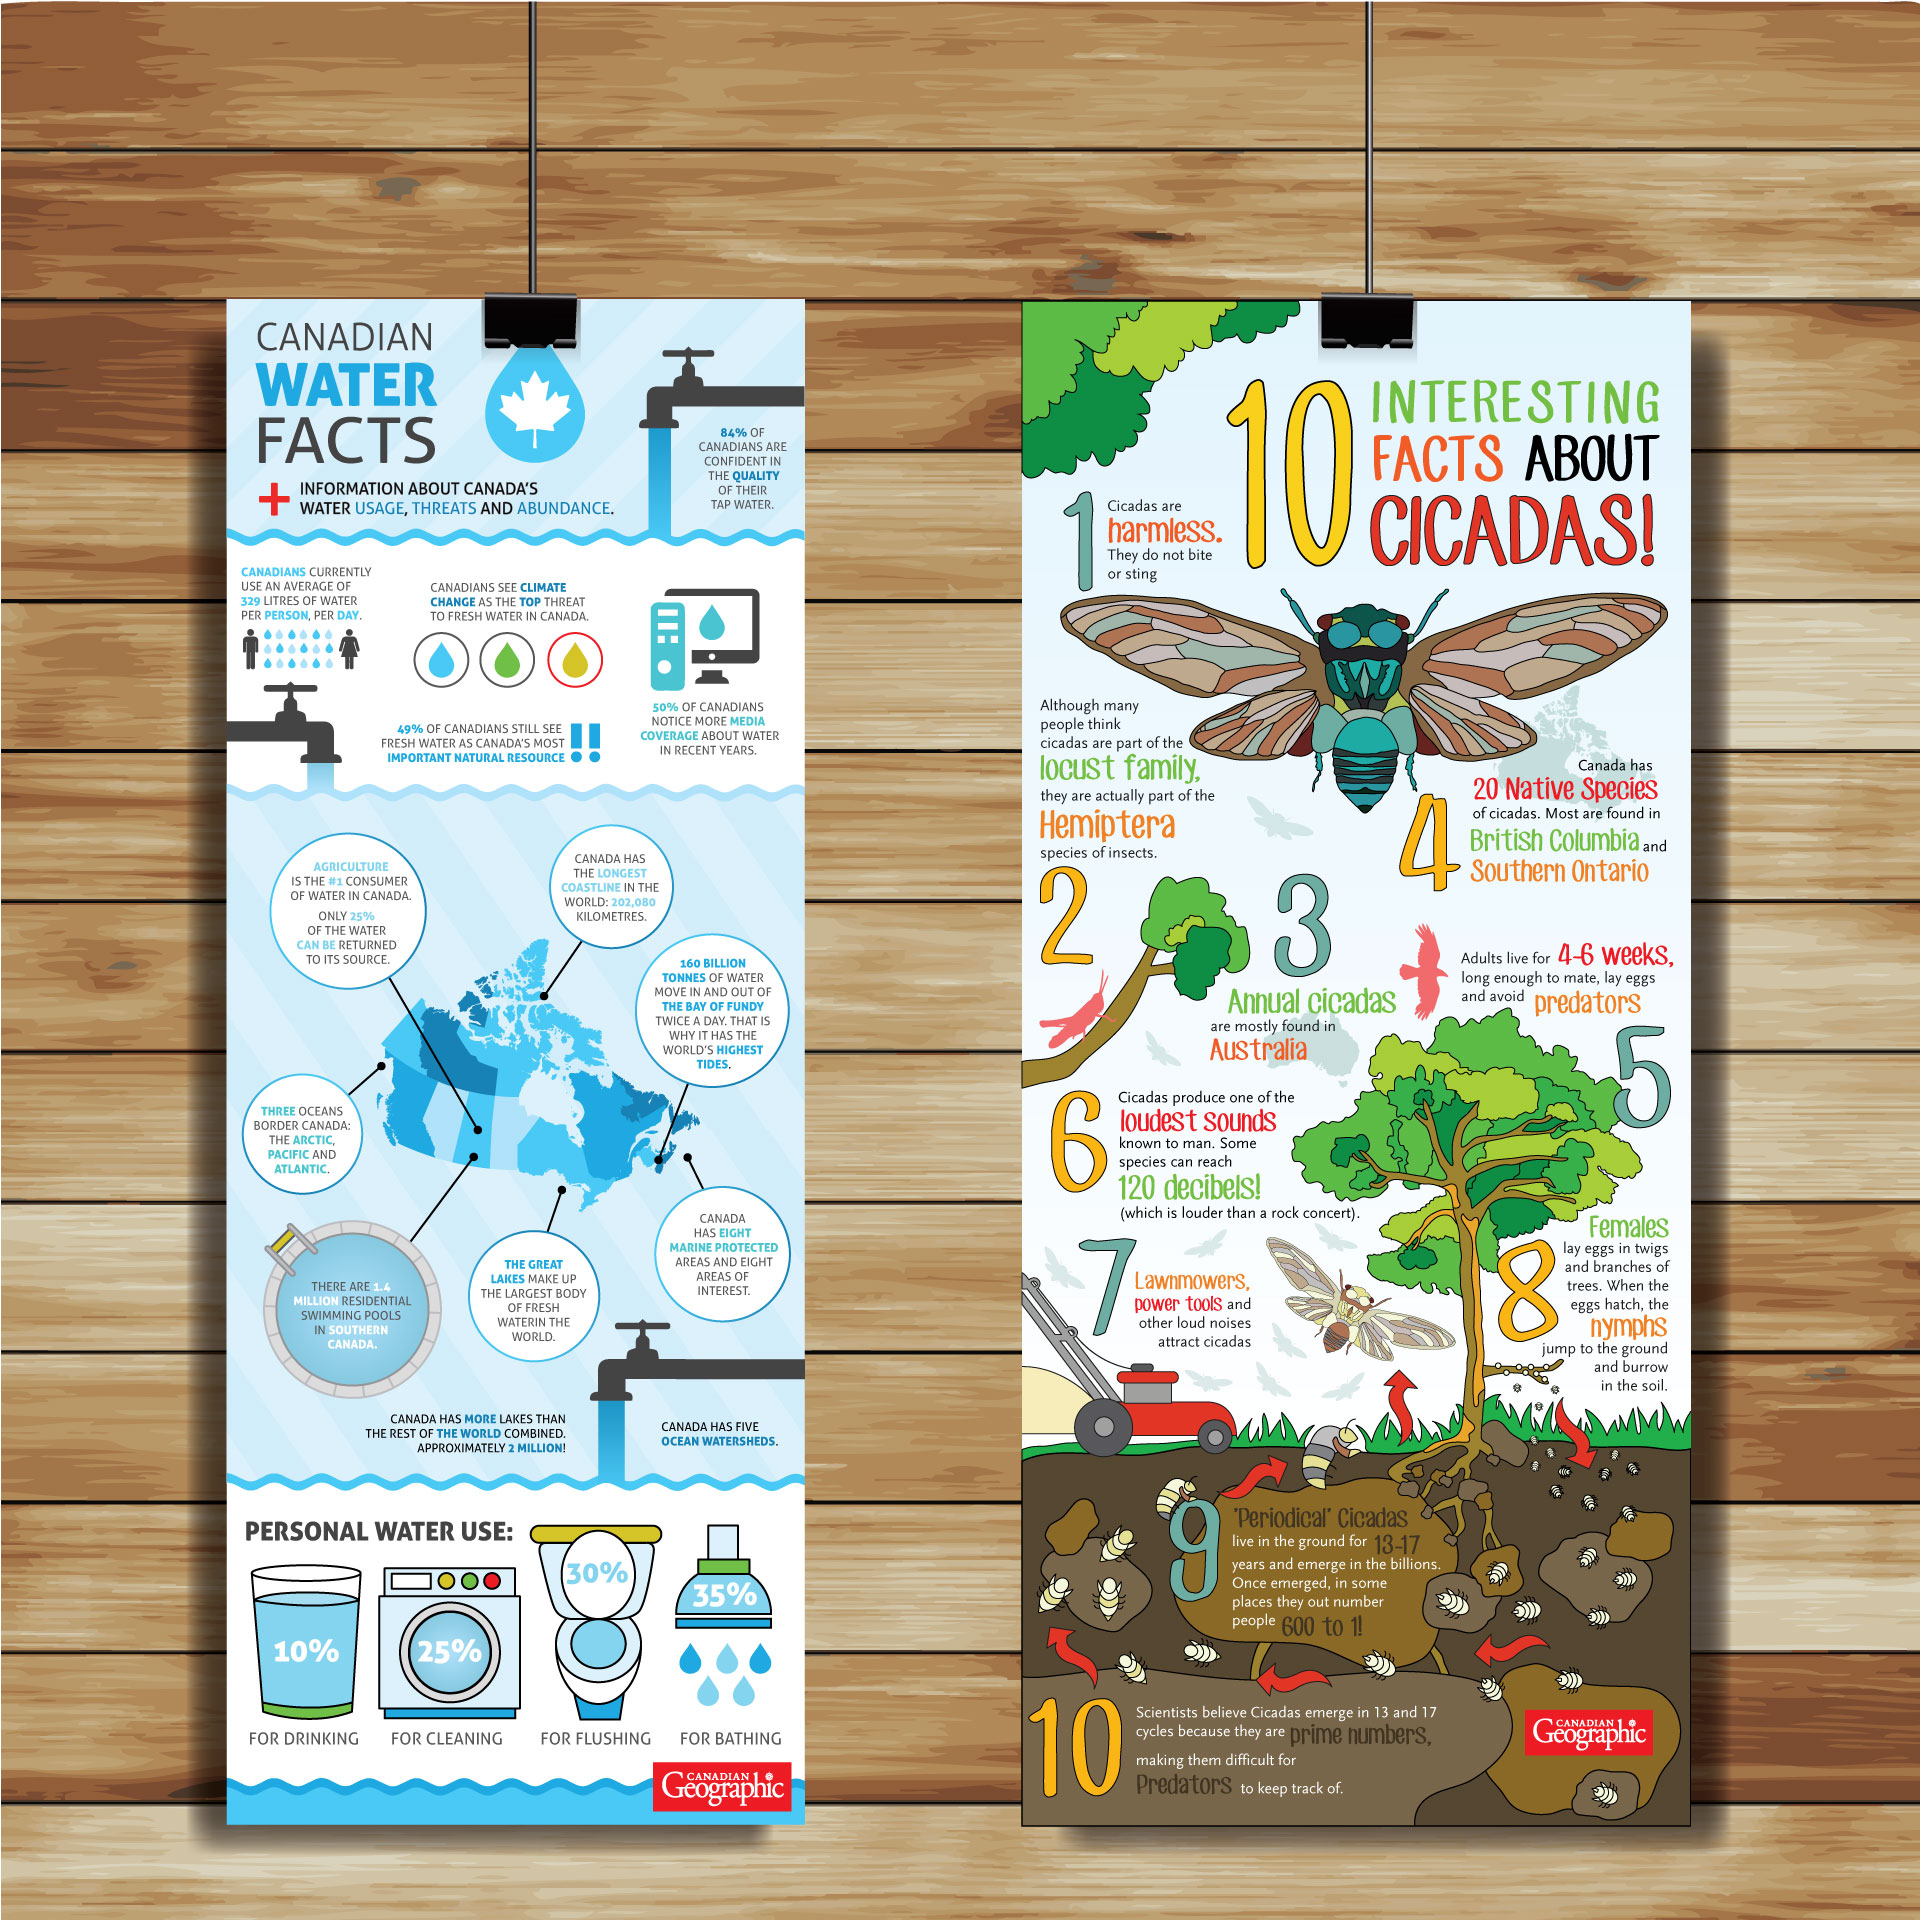 CANADIAN
WATER
FACTS
+ INFORMATION ABOUT CANADA'S
WATER USAGE, THREATS AND ABUNDANCE.
84% OF
CANADIANS ARE
CONFIDENT IN
THE QUALITY
OF THEIR
TAP WATER.
CANADIANS CURRENTLY
USE AN AVERAGE OF
329 LITRES OF WATER
PER PERSON, PER DAY.
CANADIANS SEE CLIMATE
CHANGE AS THE TOP THREAT
TO FRESH WATER IN CANADA.
49% OF CANADIANS STILL SEE
FRESH WATER AS CANADA'S MOST
IMPORTANT NATURAL RESOURCE
!!
50% OF CANADIANS
NOTICE MORE MEDIA
COVERAGE ABOUT WATER
IN RECENT YEARS.
AGRICULTURE
IS THE #1 CONSUMER
OF WATER IN CANADA.
ONLY 25%
OF THE WATER
CAN BE RETURNED
TO ITS SOURCE.
CANADA HAS
THE LONGEST
COASTLINE IN THE
WORLD: 202,080
KILOMETRES.
160 BILLION
TONNES OF WATER
MOVE IN AND OUT OF
THE BAY OF FUNDY
TWICE A DAY. THAT IS
WHY IT HAS THE
WORLD'S HIGHEST
TIDES.
THREE OCEANS
BORDER CANADA:
THE ARCTIC,
PACIFIC AND
ATLANTIC.
THERE ARE 1.4
MILLION RESIDENTIAL
SWIMMING POOLS
IN SOUTHERN
CANADA.
THE GREAT
LAKES MAKE UP
THE LARGEST BODY
OF FRESH
WATERIN THE
WORLD.
CANADA
HAS EIGHT
MARINE PROTECTED
AREAS AND EIGHT
AREAS OF
INTEREST.
CANADA HAS MORE LAKES THAN
THE REST OF THE WORLD COMBINED.
APPROXIMATELY 2 MILLION!
CANADA HAS FIVE
OCEAN WATERSHEDS.
PERSONAL WATER USE:
10%
25%
30%
35%
FOR DRINKING
FOR CLEANING
FOR FLUSHING
FOR BATHING
CANADIAN
Geographic
10 INTERESTING
FACTS ABOUT
CICADAS!
1
Cicadas are
harmless.
They do not bite
or sting
Although many
people think
cicadas are part of the
locust family,
they are actually part of the
Hemiptera
species of insects.
2
3
Annual cicadas
are mostly found in
Australia
4
Canada has
20 Native Species
of cicadas. Most are found in
British Columbia and
Southern Ontario
Adults live for 4-6 weeks,
long enough to mate, lay eggs
and avoid predators
5
6
Cicadas produce one of the
loudest sounds
known to man. Some
species can reach
120 decibels!
(which is louder than a rock concert).
7
Lawnmowers,
power tools and
other loud noises
attract cicadas
8
Females
lay eggs in twigs
and branches of
trees. When the
eggs hatch, the
nymphs
jump to the ground
and burrow
in the soil.
9
'Periodical' Cicadas
live in the ground for 13-17
years and emerge in the billions.
Once emerged, in some
places they out number
people 600 to 1!
10
Scientists believe Cicadas emerge in 13 and 17
cycles because they are prime numbers,
making them difficult for
Predators to keep track of.
CANADIAN
Geographic